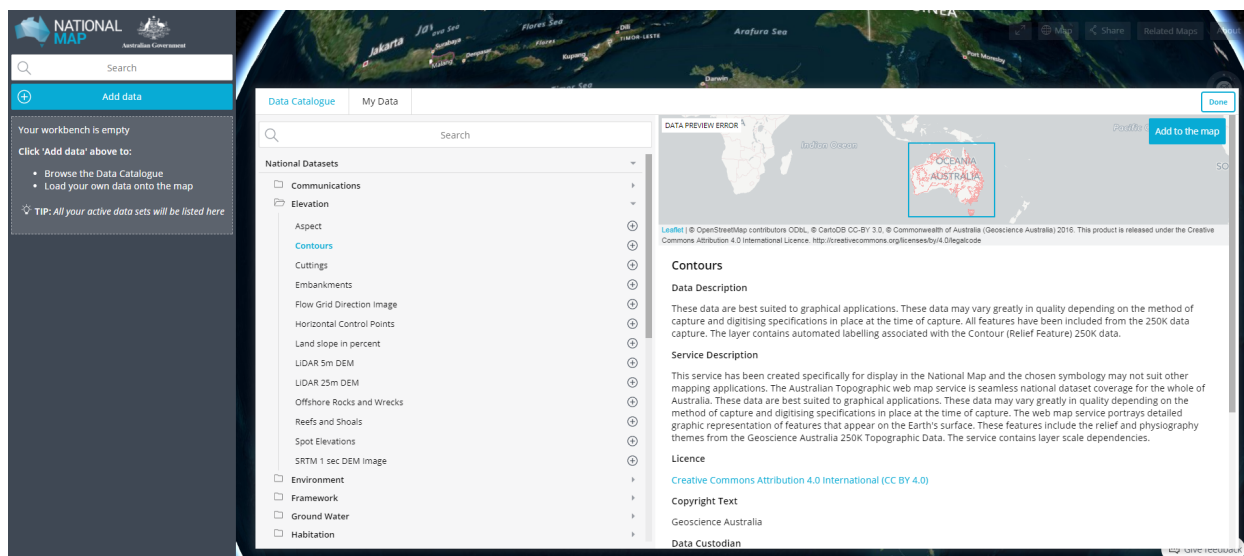 NATIONAL
MAP
Australian Government
Search
Add data
Your workbench is empty
Click 'Add data' above to:
• Browse the Data Catalogue
• Load your own data onto the map
TIP: All your active data sets will be listed here
Jakarta
Java Sea
Surabaya
Malang
Denpasar
Flores Sea
Flores
Kupang
Dili
TIMOR-LESTE
Timor Sea
Arafura Sea
Darwin
Port Moresby
Map
Share
Related Maps
About
Data Catalogue
My Data
Done
Search
National Datasets
Communications
Elevation
Aspect
Contours
Cuttings
Embankments
Flow Grid Direction Image
Horizontal Control Points
Land slope in percent
LiDAR 5m DEM
LiDAR 25m DEM
Offshore Rocks and Wrecks
Reefs and Shoals
Spot Elevations
SRTM 1 sec DEM Image
Environment
Framework
Ground Water
Habitation
DATA PREVIEW ERROR
Indian Ocean
OCEANIA
AUSTRALIA
Add to the map
Leaflet | © OpenStreetMap contributors ODbL, © CartoDB CC-BY 3.0, © Commonwealth of Australia (Geoscience Australia) 2016. This product is released under the Creative
Commons Attribution 4.0 International Licence. http://creativecommons.org/licenses/by/4.0/legalcode
Contours
Data Description
These data are best suited to graphical applications. These data may vary greatly in quality depending on the method of
capture and digitising specifications in place at the time of capture. All features have been included from the 250K data
capture. The layer contains automated labelling associated with the Contour (Relief Feature) 250K data.
Service Description
This service has been created specifically for display in the National Map and the chosen symbology may not suit other
mapping applications. The Australian Topographic web map service is seamless national dataset coverage for the whole of
Australia. These data are best suited to graphical applications. These data may vary greatly in quality depending on the
method of capture and digitising specifications in place at the time of capture. The web map service portrays detailed
graphic representation of features that appear on the Earth's surface. These features include the relief and physiography
themes from the Geoscience Australia 250K Topographic Data. The service contains layer scale dependencies.
Licence
Creative Commons Attribution 4.0 International (CC BY 4.0)
Copyright Text
Geoscience Australia
Data Custodian
Give feedback